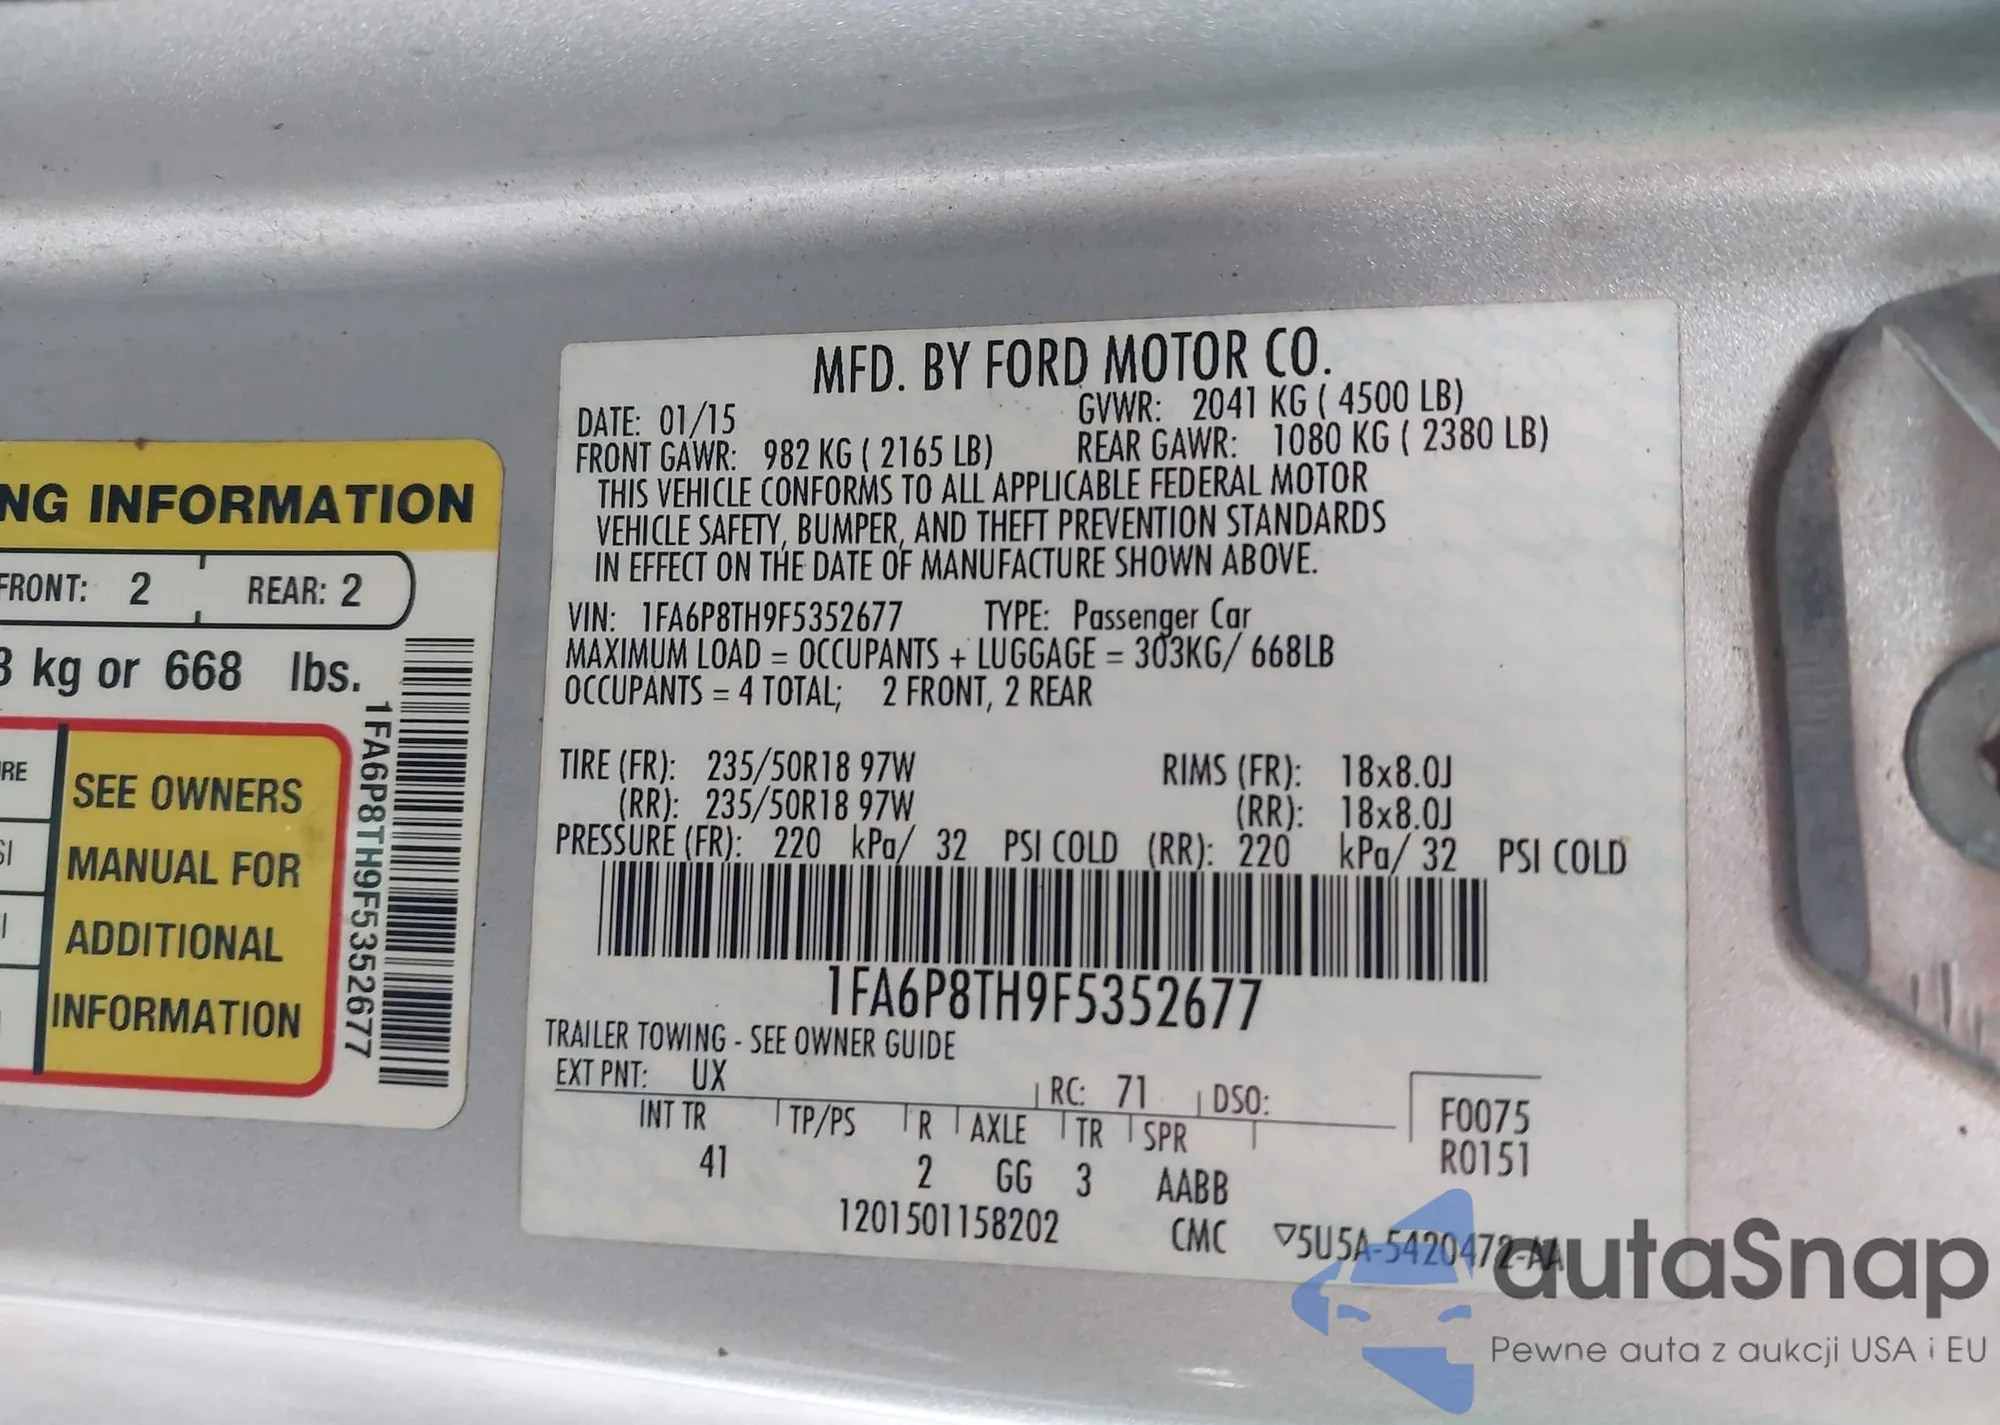 NG INFORMATION
FRONT: 2 REAR: 2
kg or 668 lbs.
SEE OWNERS
MANUAL FOR
ADDITIONAL
INFORMATION
1FA6P8TH9F5352677
MFD. BY FORD MOTOR CO.
DATE: 01/15 GVWR: 2041 KG ( 4500 LB)
FRONT GAWR: 982 KG ( 2165 LB) REAR GAWR: 1080 KG ( 2380 LB)
THIS VEHICLE CONFORMS TO ALL APPLICABLE FEDERAL MOTOR
VEHICLE SAFETY, BUMPER, AND THEFT PREVENTION STANDARDS
IN EFFECT ON THE DATE OF MANUFACTURE SHOWN ABOVE.
VIN: 1FA6P8TH9F5352677 TYPE: Passenger Car
MAXIMUM LOAD = OCCUPANTS + LUGGAGE = 303KG/ 668LB
OCCUPANTS = 4 TOTAL; 2 FRONT, 2 REAR
TIRE (FR): 235/50R18 97W RIMS (FR): 18x8.0J
(RR): 235/50R18 97W (RR): 18x8.0J
PRESSURE (FR): 220 kPa/ 32 PSI COLD (RR): 220 kPa/ 32 PSI COLD
1FA6P8TH9F5352677
TRAILER TOWING - SEE OWNER GUIDE
EXT PNT: UX RC: 71 DSO: F0075
INT TR TP/PS R AXLE TR SPR R0151
41 2 GG 3 AABB
1201501158202 CMC ▽5U5A-5420472-AA
autaSnap
Pewne auta z aukcji USA i EU